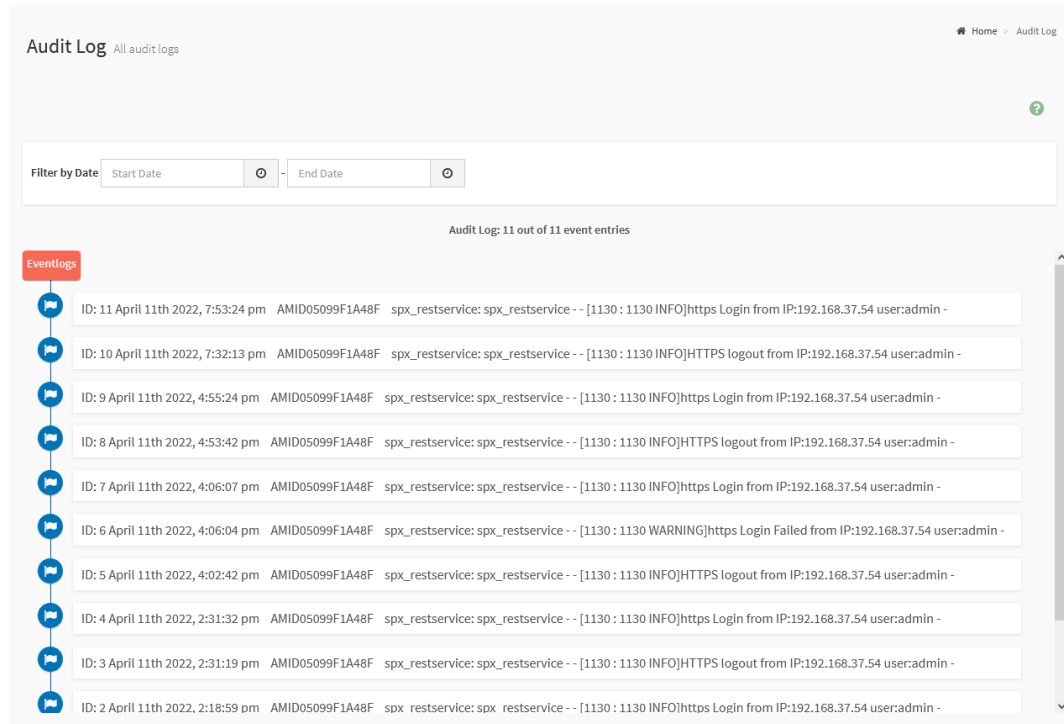 Audit Log All audit logs
Home > Audit Log
Filter by Date Start Date - End Date
Audit Log: 11 out of 11 event entries
Eventlogs
ID: 11 April 11th 2022, 7:53:24 pm AMID05099F1A48F spx_restservice: spx_restservice - - [1130 : 1130 INFO]https Login from IP:192.168.37.54 user:admin -
ID: 10 April 11th 2022, 7:32:13 pm AMID05099F1A48F spx_restservice: spx_restservice - - [1130 : 1130 INFO]HTTPS logout from IP:192.168.37.54 user:admin -
ID: 9 April 11th 2022, 4:55:24 pm AMID05099F1A48F spx_restservice: spx_restservice - - [1130 : 1130 INFO]https Login from IP:192.168.37.54 user:admin -
ID: 8 April 11th 2022, 4:53:42 pm AMID05099F1A48F spx_restservice: spx_restservice - - [1130 : 1130 INFO]HTTPS logout from IP:192.168.37.54 user:admin -
ID: 7 April 11th 2022, 4:06:07 pm AMID05099F1A48F spx_restservice: spx_restservice - - [1130 : 1130 INFO]https Login from IP:192.168.37.54 user:admin -
ID: 6 April 11th 2022, 4:06:04 pm AMID05099F1A48F spx_restservice: spx_restservice - - [1130 : 1130 WARNING]https Login Failed from IP:192.168.37.54 user:admin -
ID: 5 April 11th 2022, 4:02:42 pm AMID05099F1A48F spx_restservice: spx_restservice - - [1130 : 1130 INFO]HTTPS logout from IP:192.168.37.54 user:admin -
ID: 4 April 11th 2022, 2:31:32 pm AMID05099F1A48F spx_restservice: spx_restservice - - [1130 : 1130 INFO]https Login from IP:192.168.37.54 user:admin -
ID: 3 April 11th 2022, 2:31:19 pm AMID05099F1A48F spx_restservice: spx_restservice - - [1130 : 1130 INFO]HTTPS logout from IP:192.168.37.54 user:admin -
ID: 2 April 11th 2022, 2:18:59 pm AMID05099F1A48F spx_restservice: spx_restservice - - [1130 : 1130 INFO]https Login from IP:192.168.37.54 user:admin -